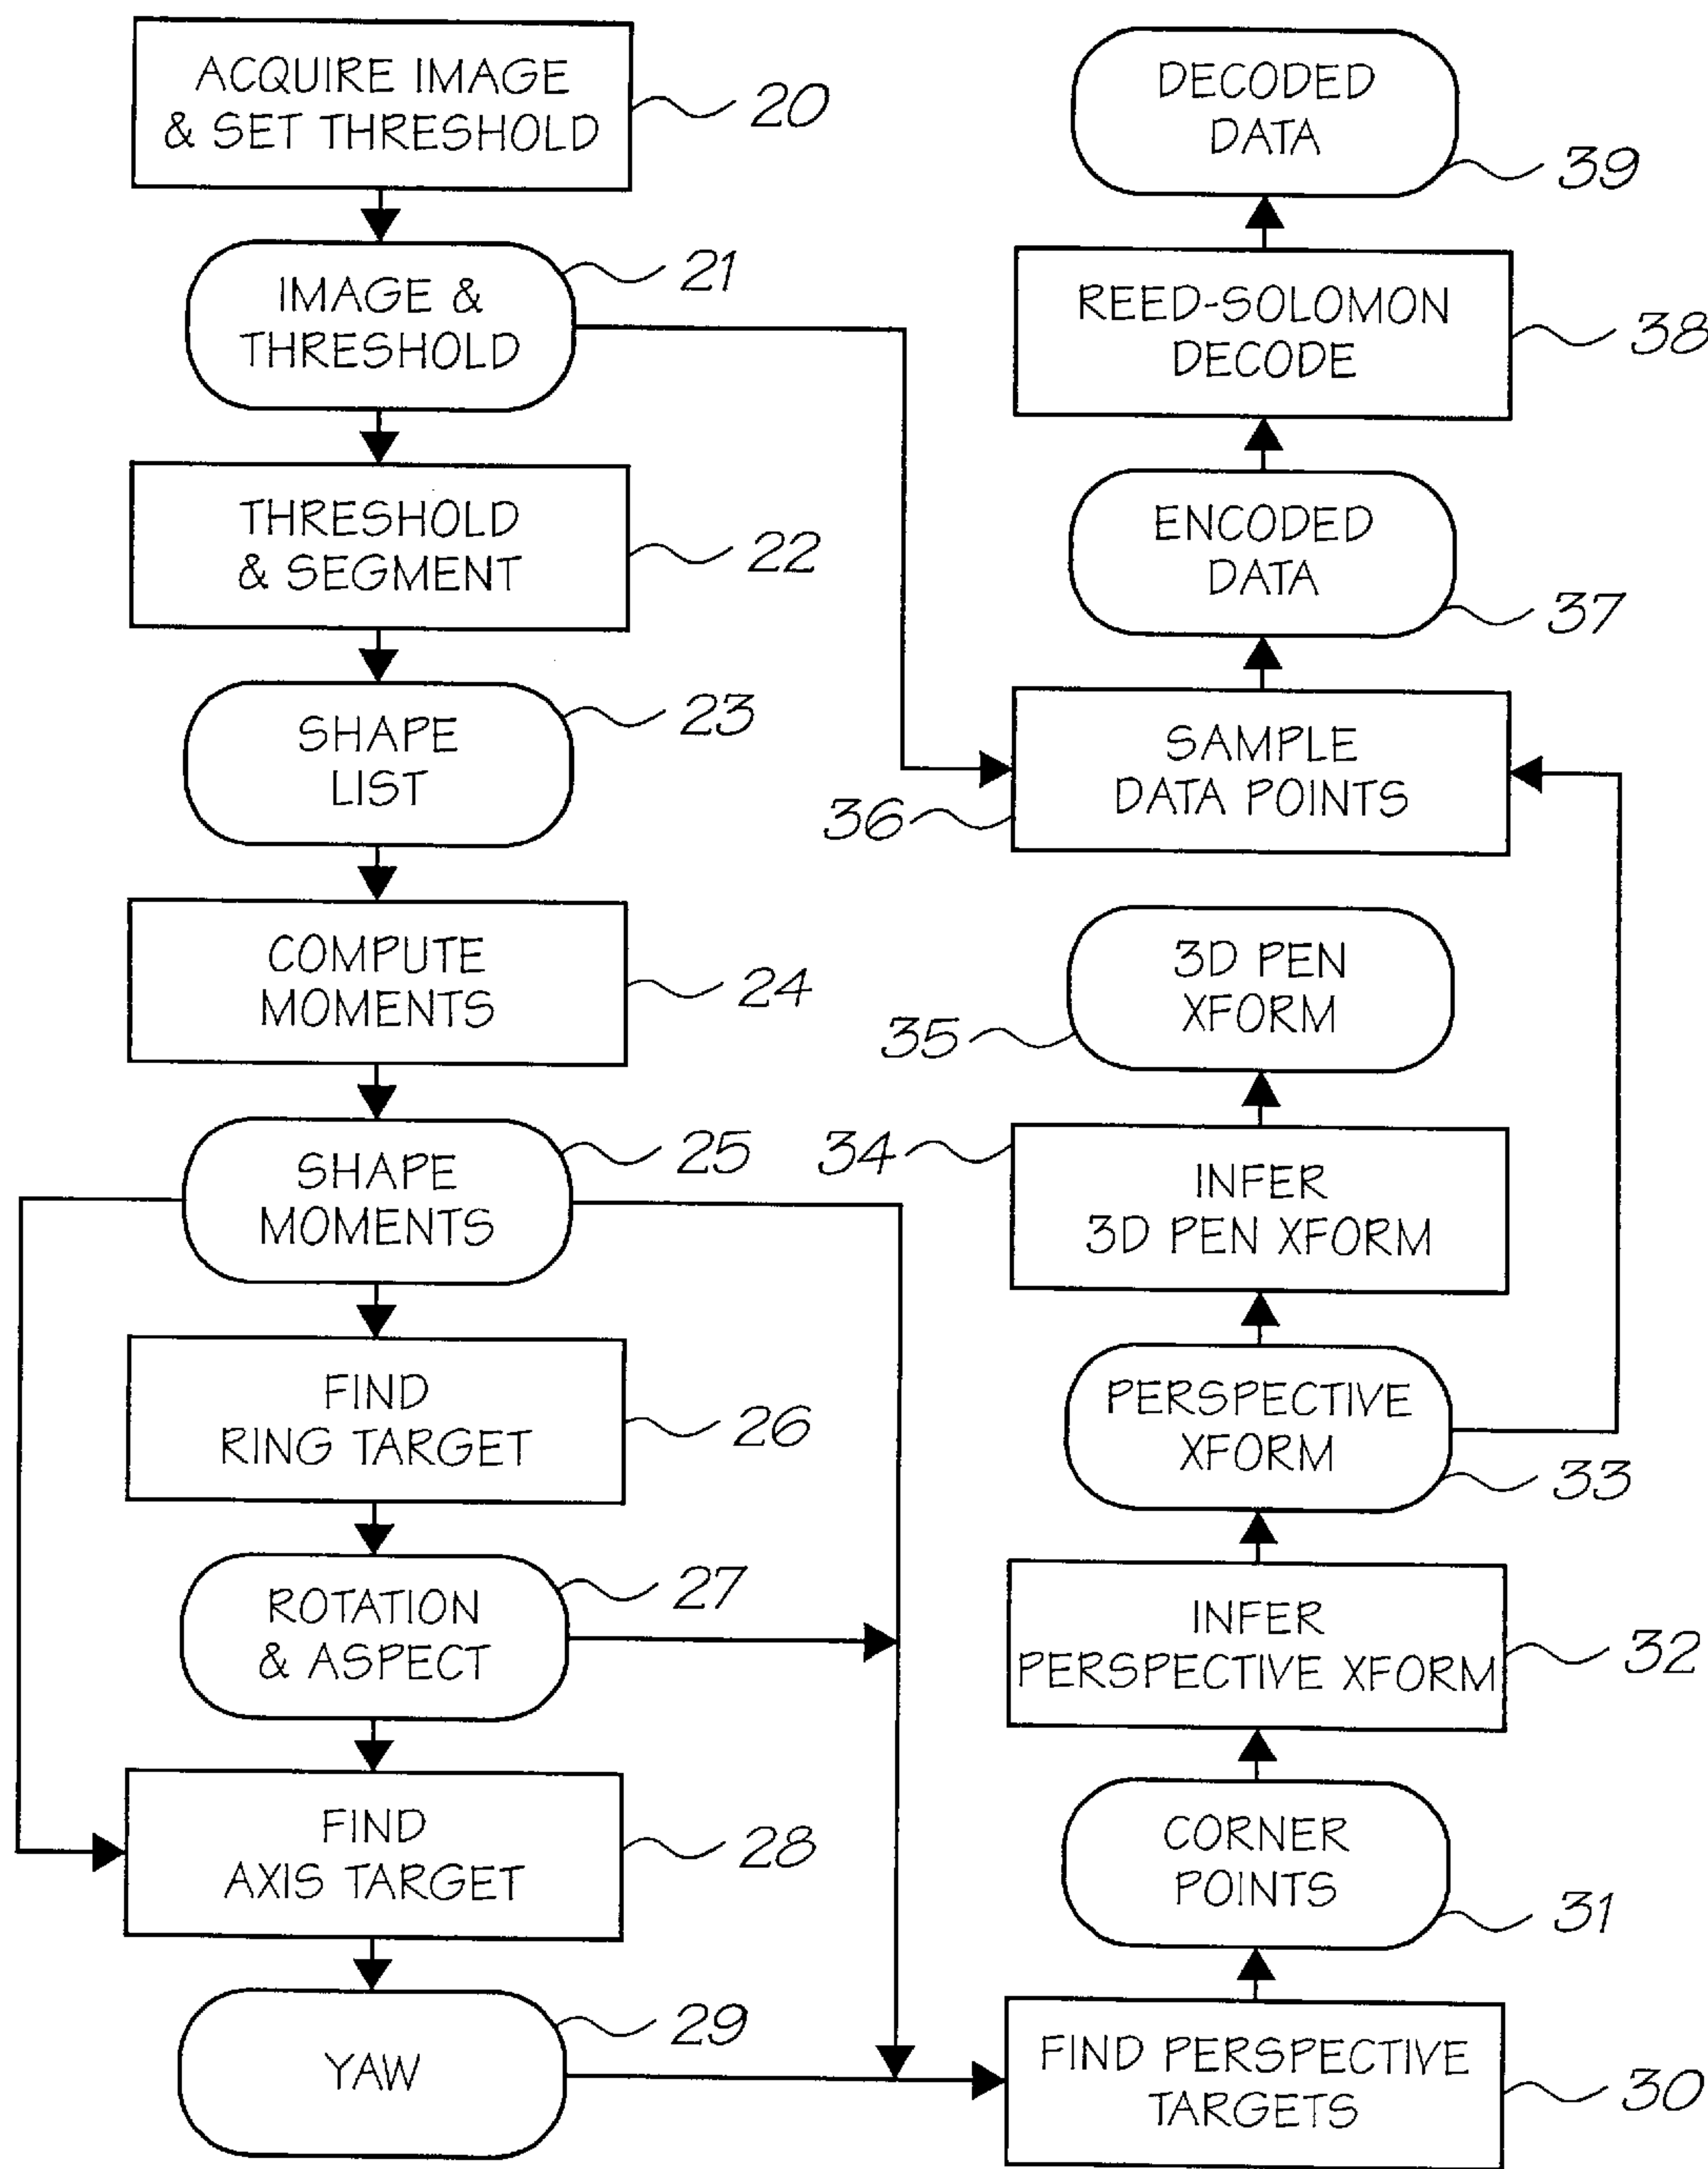 ACQUIRE IMAGE
& SET THRESHOLD
20
IMAGE &
THRESHOLD
21
THRESHOLD
& SEGMENT
22
SHAPE
LIST
23
COMPUTE
MOMENTS
24
SHAPE
MOMENTS
25
FIND
RING TARGET
26
ROTATION
& ASPECT
27
FIND
AXIS TARGET
28
YAW
29
FIND PERSPECTIVE
TARGETS
30
CORNER
POINTS
31
INFER
PERSPECTIVE XFORM
32
PERSPECTIVE
XFORM
33
INFER
3D PEN XFORM
34
3D PEN
XFORM
35
SAMPLE
DATA POINTS
36
ENCODED
DATA
37
REED-SOLOMON
DECODE
38
DECODED
DATA
39